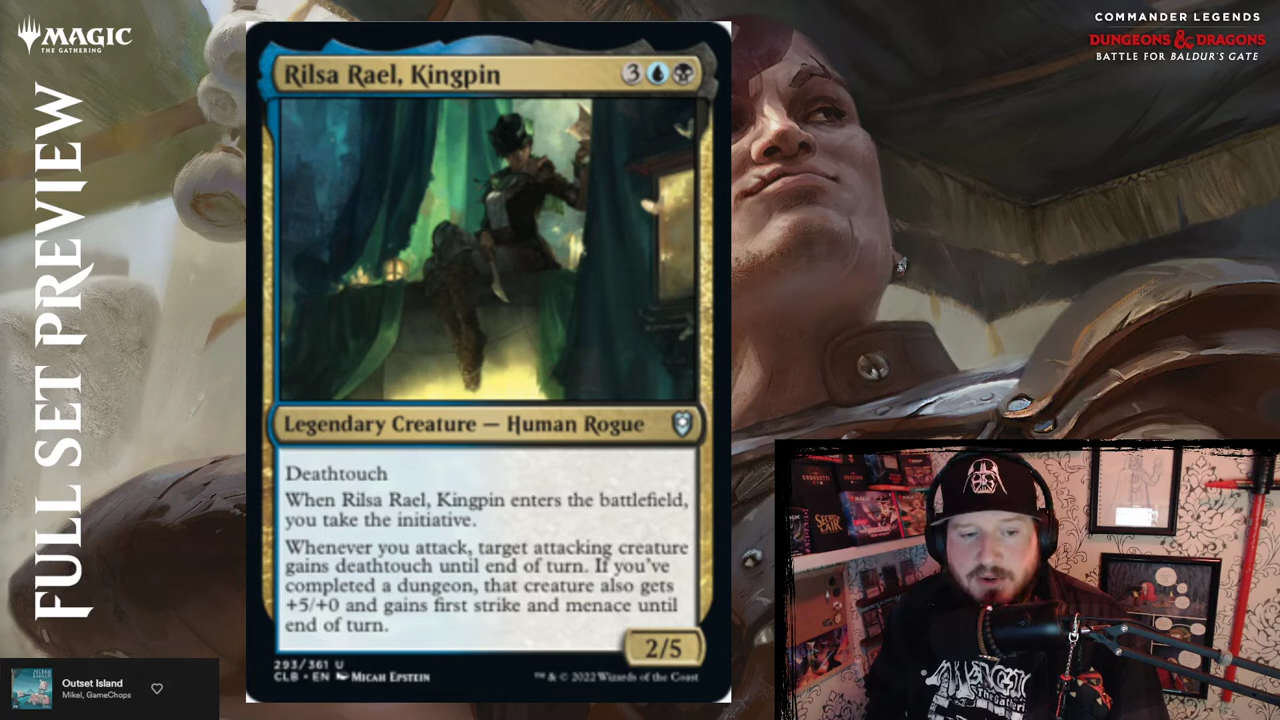 MAGIC
THE GATHERING
FULL SET PREVIEW
COMMANDER LEGENDS
DUNGEONS & DRAGONS
BATTLE FOR BALDUR'S GATE
Rilsa Rael, Kingpin 3
Legendary Creature — Human Rogue
Deathtouch
When Rilsa Rael, Kingpin enters the battlefield,
you take the initiative.
Whenever you attack, target attacking creature
gains deathtouch until end of turn. If you've
completed a dungeon, that creature also gets
+5/+0 and gains first strike and menace until
end of turn.
2/5
293/361 U
CLB • EN Micah Epstein
™ & © 2022 Wizards of the Coast
Outset Island
Mikel, GameChops
SECRET
LAIR